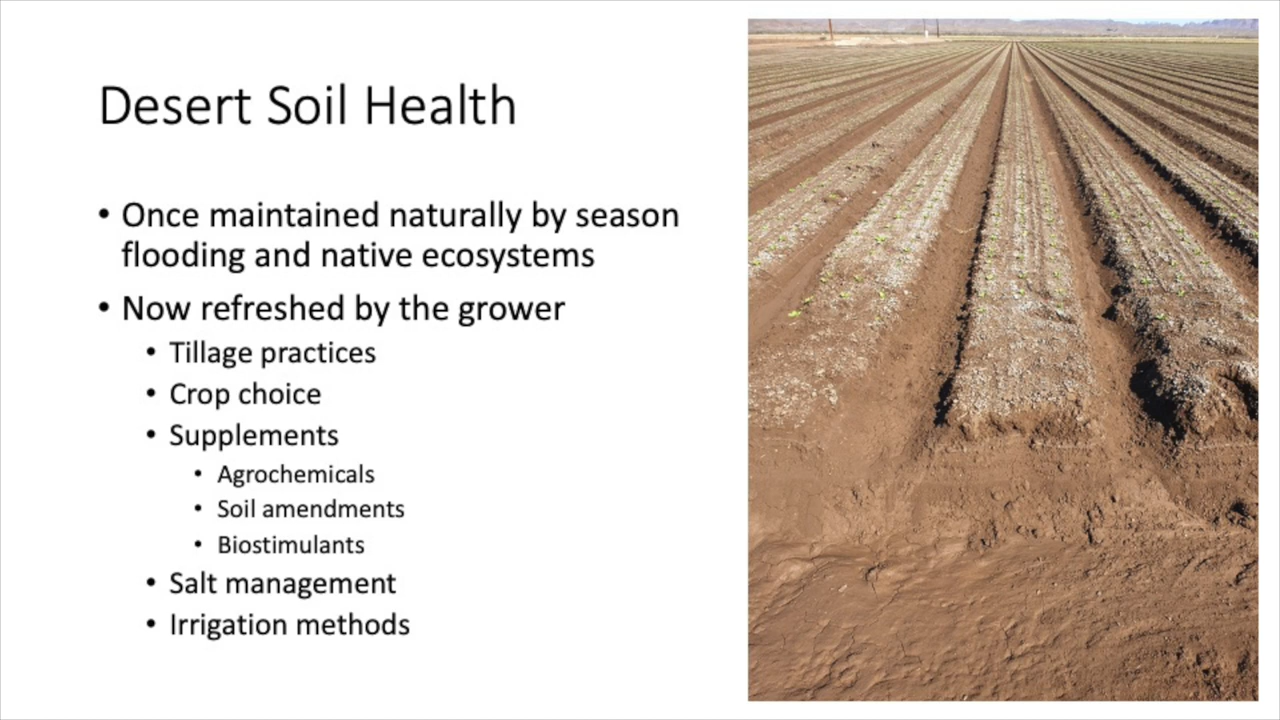 Desert Soil Health
• Once maintained naturally by season
flooding and native ecosystems
• Now refreshed by the grower
• Tillage practices
• Crop choice
• Supplements
• Agrochemicals
• Soil amendments
• Biostimulants
• Salt management
• Irrigation methods